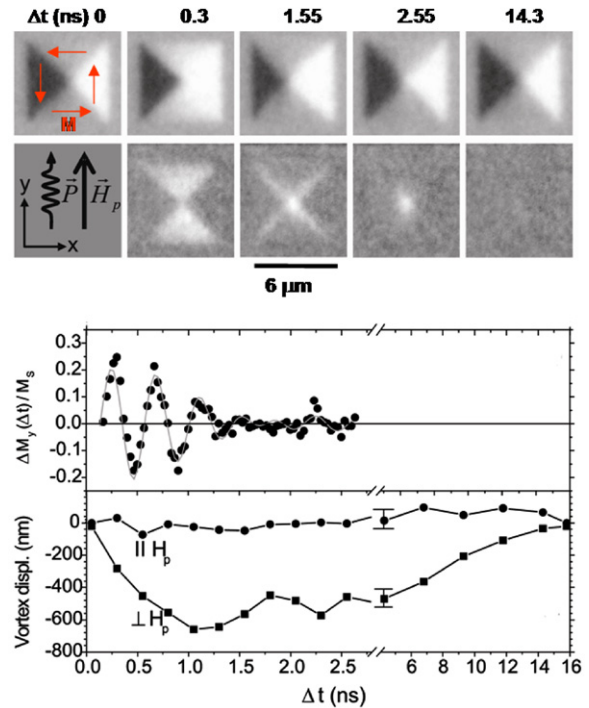 Δt (ns) 0 0.3 1.55 2.55 14.3
M
y P⃗ H⃗p
x
6 μm
0.3
0.2
0.1
0.0
-0.1
-0.2
ΔMy(Δt)/Ms
0
-200
-400
-600
-800
Vortex displ. (nm)
|| Hp
⊥ Hp
0.0 0.5 1.0 1.5 2.0 2.5 4 6 8 10 12 14 16
Δt (ns)